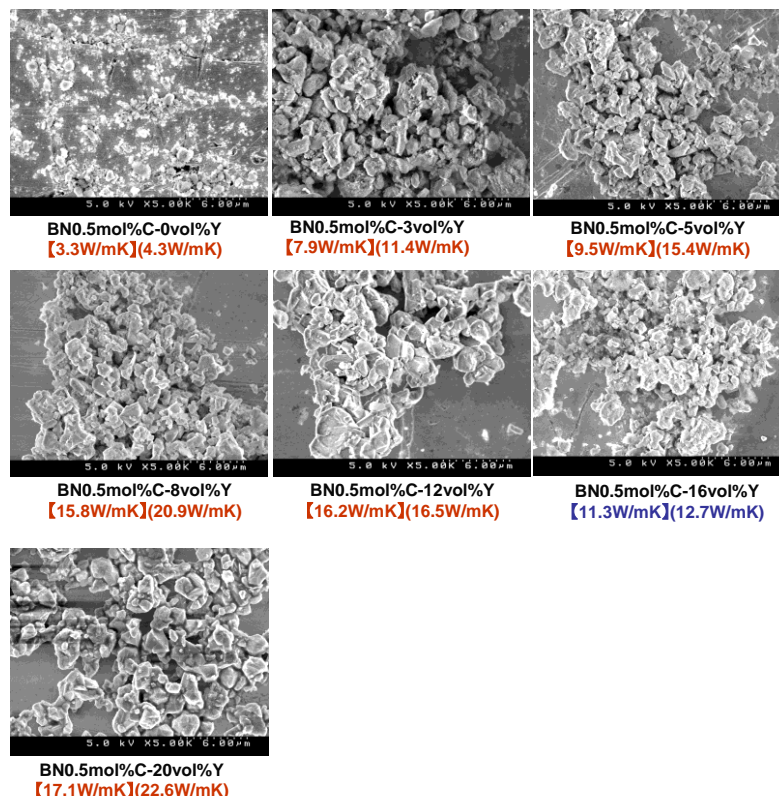 5.0 kV X5.00K 6.00µm
5.0 kV X5.00K 6.00µm
5.0 kV X5.00K 6.00µm
BN0.5mol%C-0vol%Y
【3.3W/mK】(4.3W/mK)
BN0.5mol%C-3vol%Y
【7.9W/mK】(11.4W/mK)
BN0.5mol%C-5vol%Y
【9.5W/mK】(15.4W/mK)
5.0 kV X5.00K 6.00µm
5.0 kV X5.00K 6.00µm
5.0 kV X5.00K 6.00µm
BN0.5mol%C-8vol%Y
【15.8W/mK】(20.9W/mK)
BN0.5mol%C-12vol%Y
【16.2W/mK】(16.5W/mK)
BN0.5mol%C-16vol%Y
【11.3W/mK】(12.7W/mK)
5.0 kV X5.00K 6.00µm
BN0.5mol%C-20vol%Y
【17.1W/mK】(22.6W/mK)